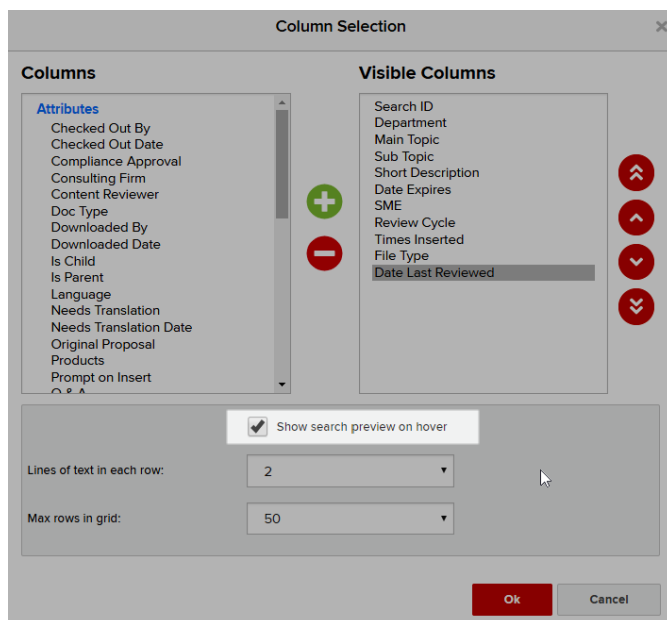 Column Selection
Columns
Attributes
Checked Out By
Checked Out Date
Compliance Approval
Consulting Firm
Content Reviewer
Doc Type
Downloaded By
Downloaded Date
Is Child
Is Parent
Language
Needs Translation
Needs Translation Date
Original Proposal
Products
Prompt on Insert
Q & A
Visible Columns
Search ID
Department
Main Topic
Sub Topic
Short Description
Date Expires
SME
Review Cycle
Times Inserted
File Type
Date Last Reviewed
Show search preview on hover
Lines of text in each row:
2
Max rows in grid:
50
Ok
Cancel